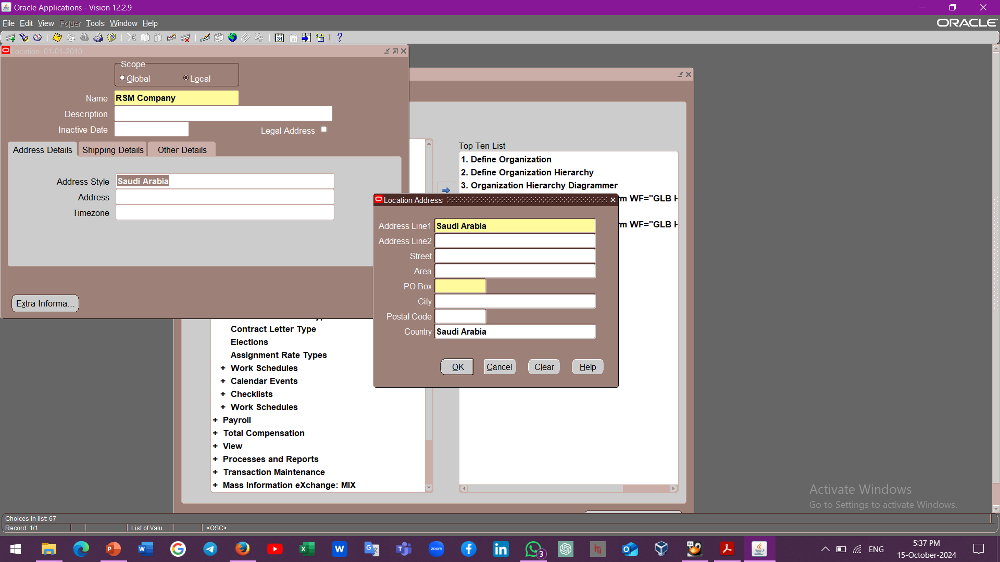 Oracle Applications - Vision 12.2.9
File Edit View Folder Tools Window Help
ORACLE
Location: 01-01-2010
Scope
Global Local
Name RSM Company
Description
Inactive Date
Legal Address
Address Details Shipping Details Other Details
Address Style Saudi Arabia
Address
Timezone
Extra Informa...
Top Ten List
1. Define Organization
2. Define Organization Hierarchy
3. Organization Hierarchy Diagrammer
rm WF="GLB H
rm WF="GLB H
Location Address
Address Line1 Saudi Arabia
Address Line2
Street
Area
PO Box
City
Postal Code
Country Saudi Arabia
OK Cancel Clear Help
Contract Letter Type
Elections
Assignment Rate Types
+ Work Schedules
+ Calendar Events
+ Checklists
+ Work Schedules
+ Payroll
+ Total Compensation
+ View
+ Processes and Reports
+ Transaction Maintenance
+ Mass Information eXchange: MIX
Activate Windows
Go to Settings to activate Windows.
Choices in list: 67
Record: 1/1 ... List of Valu... <OSC>
zoom
3
ENG
5:37 PM
15-October-2024